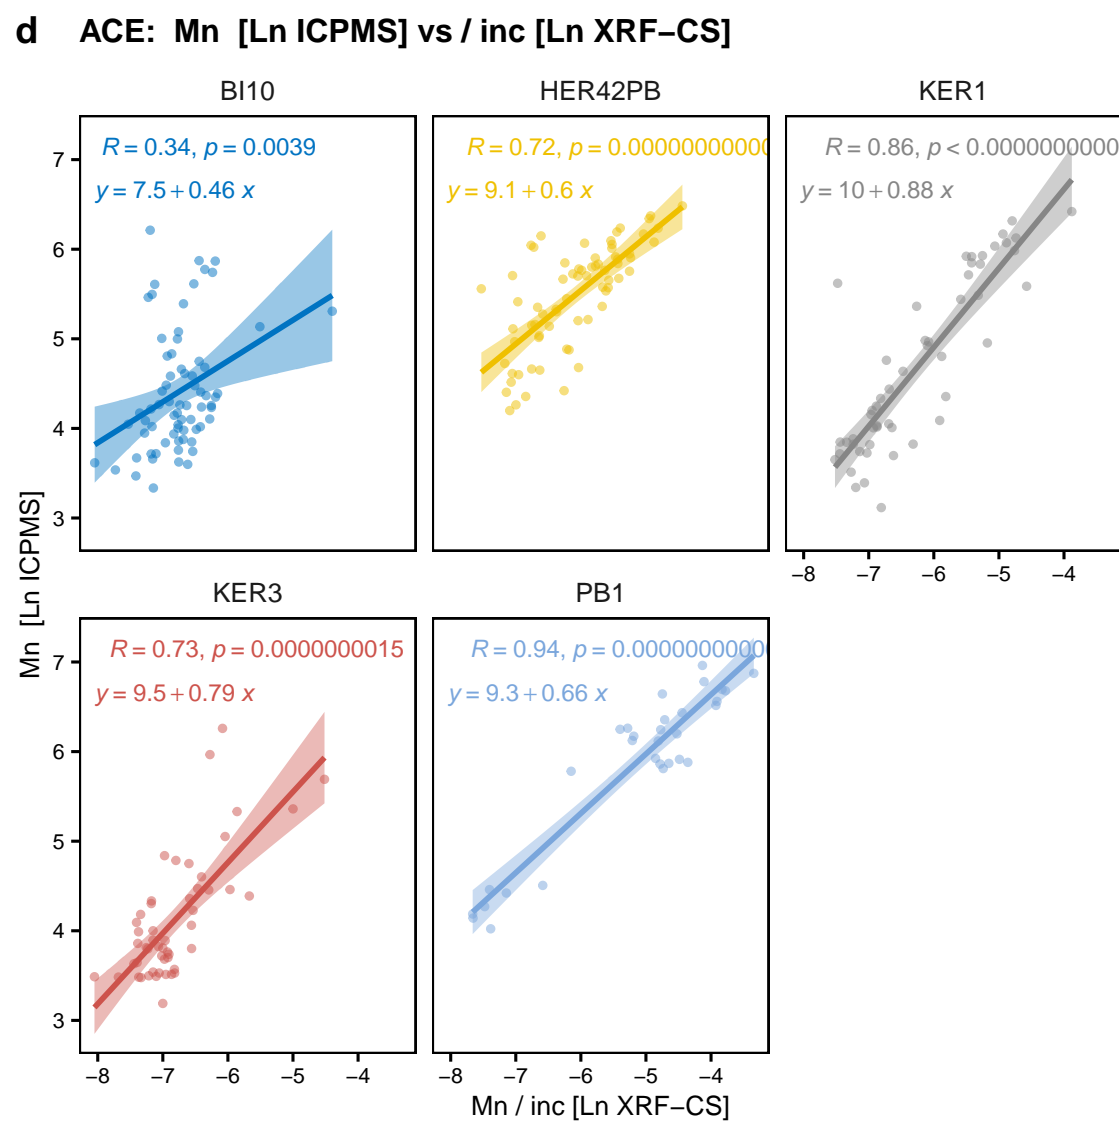 d ACE: Mn [Ln ICPMS] vs / inc [Ln XRF−CS]
BI10 HER42PB KER1
R = 0.34, p = 0.0039 R = 0.72, p = 0.00000000000 R = 0.86, p < 0.0000000000
y = 7.5 + 0.46 x y = 9.1 + 0.6 x y = 10 + 0.88 x
7
6
5
4
3
−8 −7 −6 −5 −4
Mn [Ln ICPMS]
KER3 PB1
R = 0.73, p = 0.0000000015 R = 0.94, p = 0.00000000000
y = 9.5 + 0.79 x y = 9.3 + 0.66 x
7
6
5
4
3
−8 −7 −6 −5 −4 −8 −7 −6 −5 −4
Mn / inc [Ln XRF−CS]